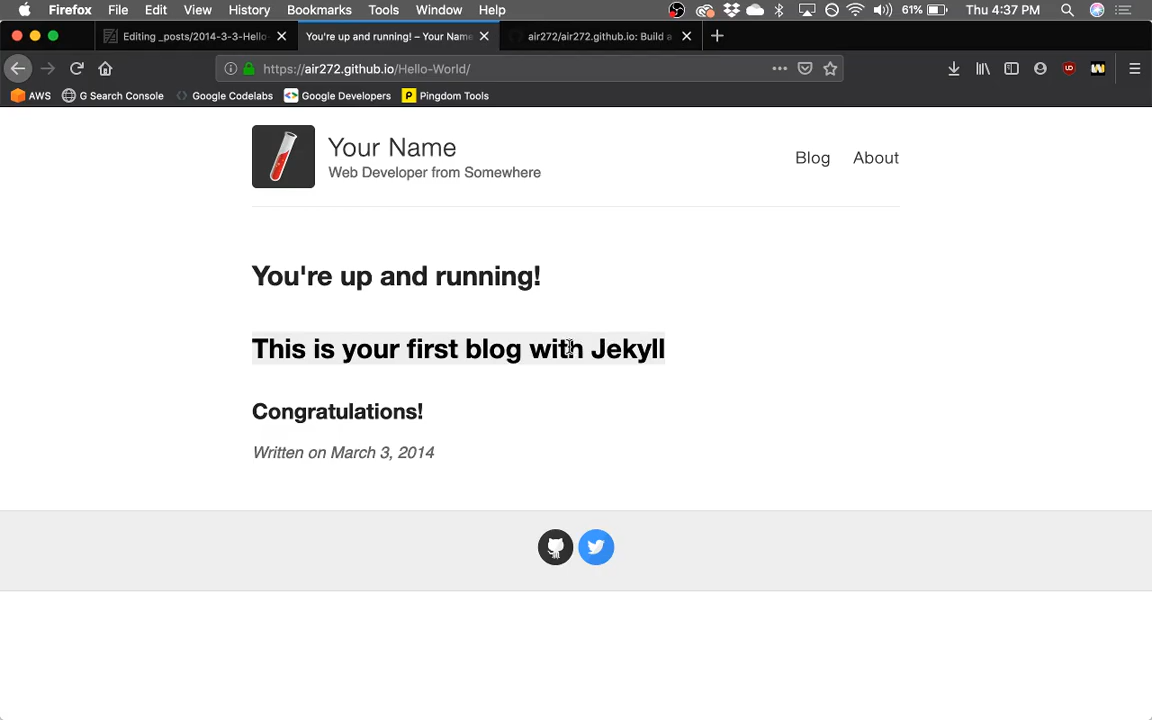 Firefox File Edit View History Bookmarks Tools Window Help 61% Thu 4:37 PM
Editing _posts/2014-3-3-Hello- You're up and running! – Your Name air272/air272.github.io: Build a
https://air272.github.io/Hello-World/
AWS G Search Console Google Codelabs Google Developers Pingdom Tools
Your Name
Web Developer from Somewhere
Blog About
You're up and running!
This is your first blog with Jekyll
Congratulations!
Written on March 3, 2014